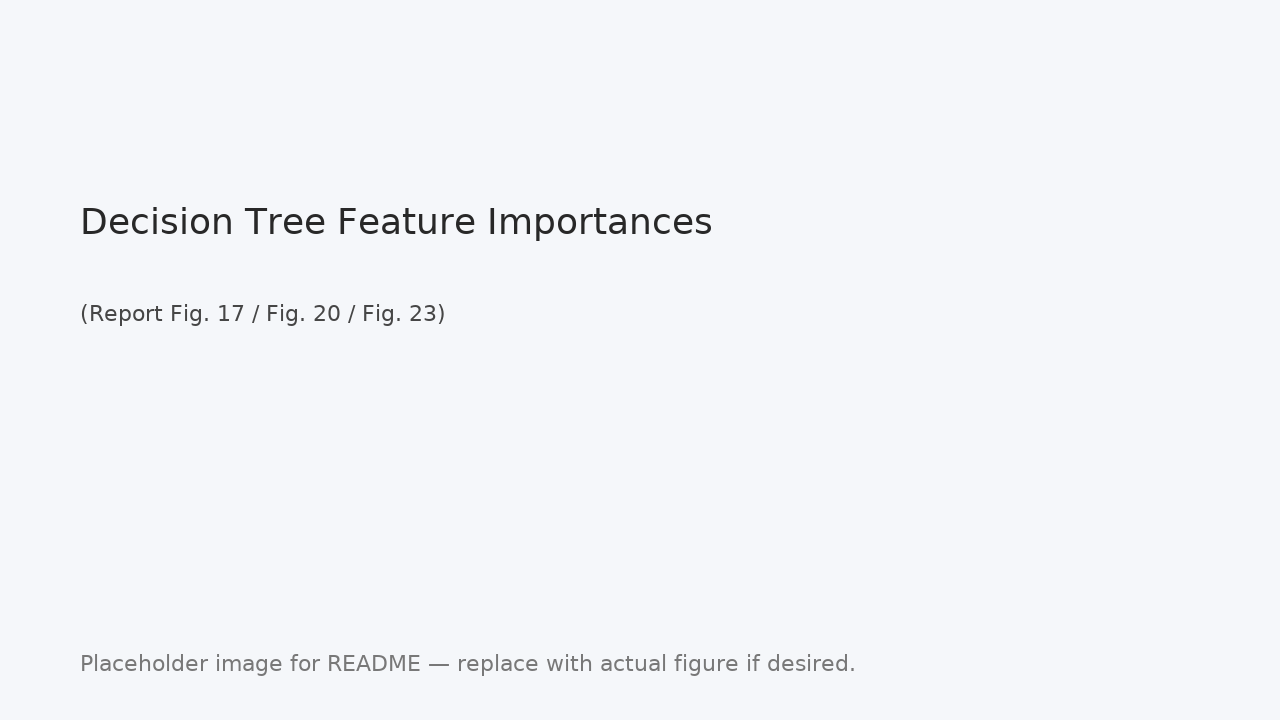 Decision Tree Feature Importances
(Report Fig. 17 / Fig. 20 / Fig. 23)
Placeholder image for README — replace with actual figure if desired.